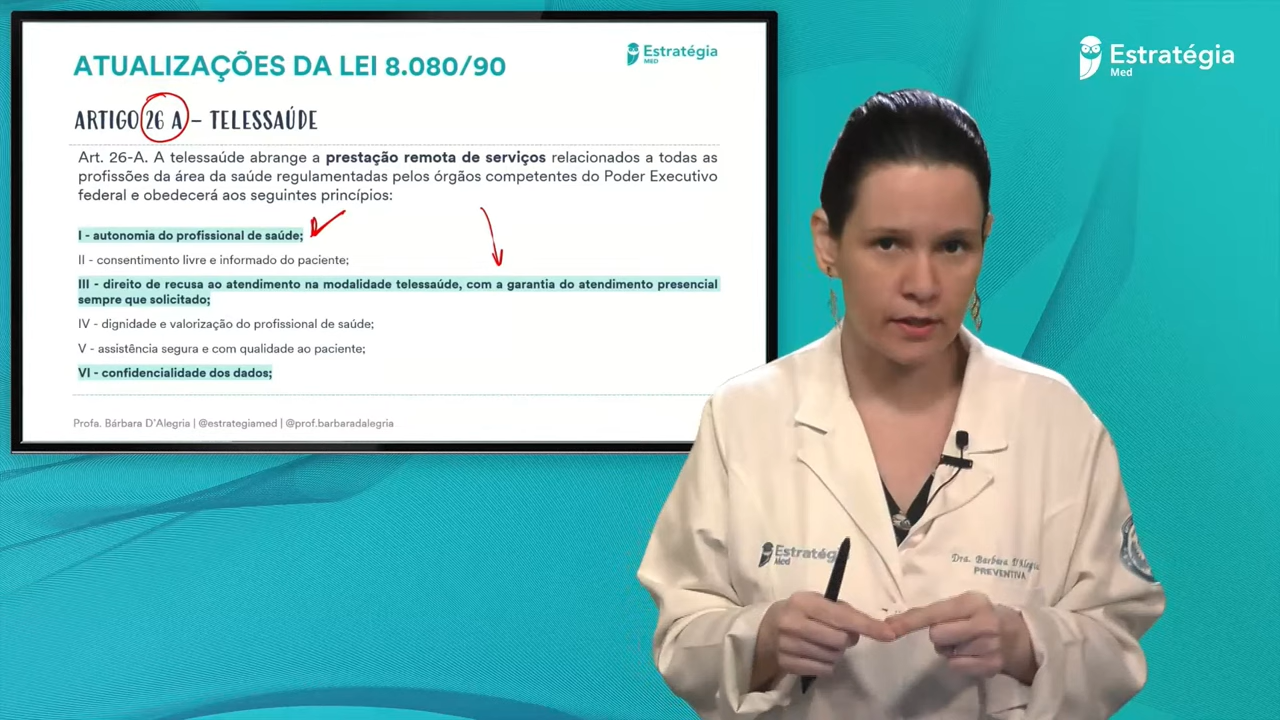 ATUALIZAÇÕES DA LEI 8.080/90
Estratégia
MED
ARTIGO 26 A – TELESSAÚDE
Art. 26-A. A telessaúde abrange a prestação remota de serviços relacionados a todas as
profissões da área da saúde regulamentadas pelos órgãos competentes do Poder Executivo
federal e obedecerá aos seguintes princípios:
I - autonomia do profissional de saúde;
II - consentimento livre e informado do paciente;
III - direito de recusa ao atendimento na modalidade telessaúde, com a garantia do atendimento presencial
sempre que solicitado;
IV - dignidade e valorização do profissional de saúde;
V - assistência segura e com qualidade ao paciente;
VI - confidencialidade dos dados;
Profa. Bárbara D'Alegria | @estrategiamed | @prof.barbaradalegria
Estratégia
Med
Estratégia
Med
Dra. Barbara D'Alegria
PREVENTIVA